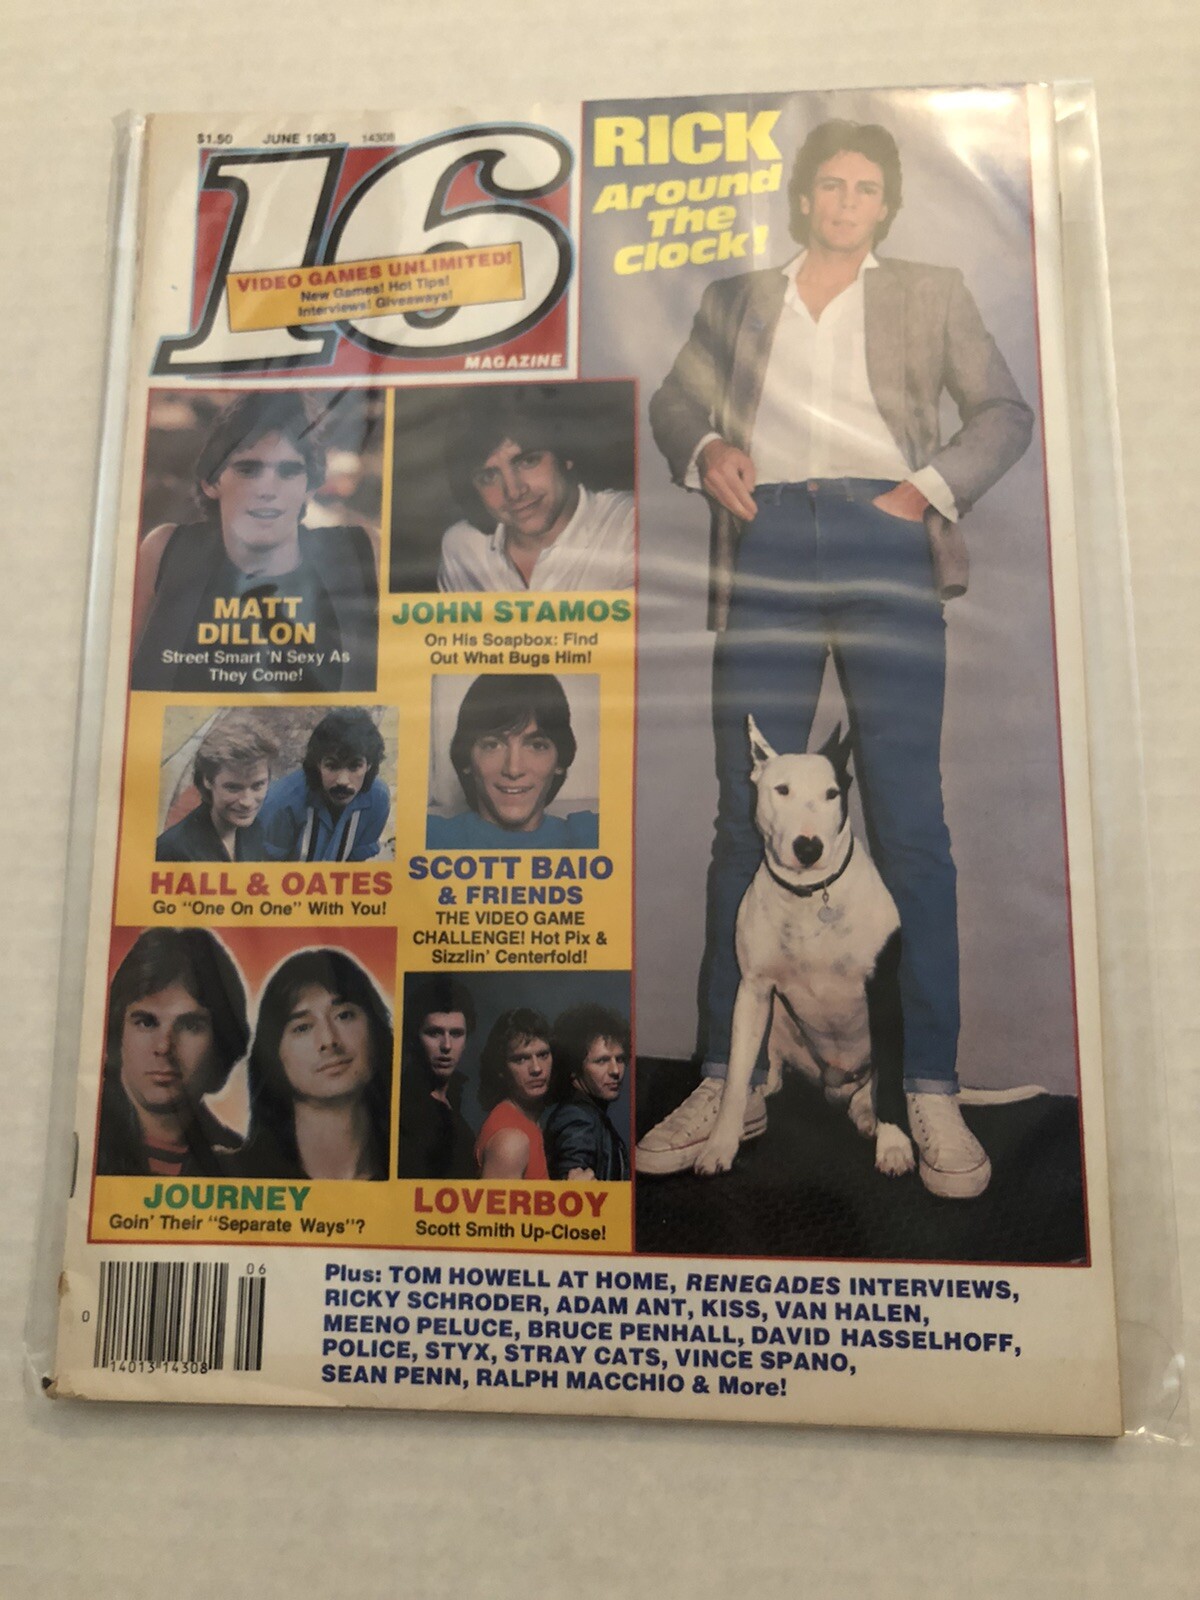 $1.50 JUNE 1983 14308
16
VIDEO GAMES UNLIMITED!
New Games! Hot Tips!
Interviews! Giveaways!
MAGAZINE
RICK
Around
The
Clock!
MATT
DILLON
Street Smart 'N Sexy As
They Come!
JOHN STAMOS
On His Soapbox: Find
Out What Bugs Him!
HALL & OATES
Go "One On One" With You!
SCOTT BAIO
& FRIENDS
THE VIDEO GAME
CHALLENGE! Hot Pix &
Sizzlin' Centerfold!
JOURNEY
Goin' Their "Separate Ways"?
LOVERBOY
Scott Smith Up-Close!
06
0
14013 14308
Plus: TOM HOWELL AT HOME, RENEGADES INTERVIEWS,
RICKY SCHRODER, ADAM ANT, KISS, VAN HALEN,
MEENO PELUCE, BRUCE PENHALL, DAVID HASSELHOFF,
POLICE, STYX, STRAY CATS, VINCE SPANO,
SEAN PENN, RALPH MACCHIO & More!